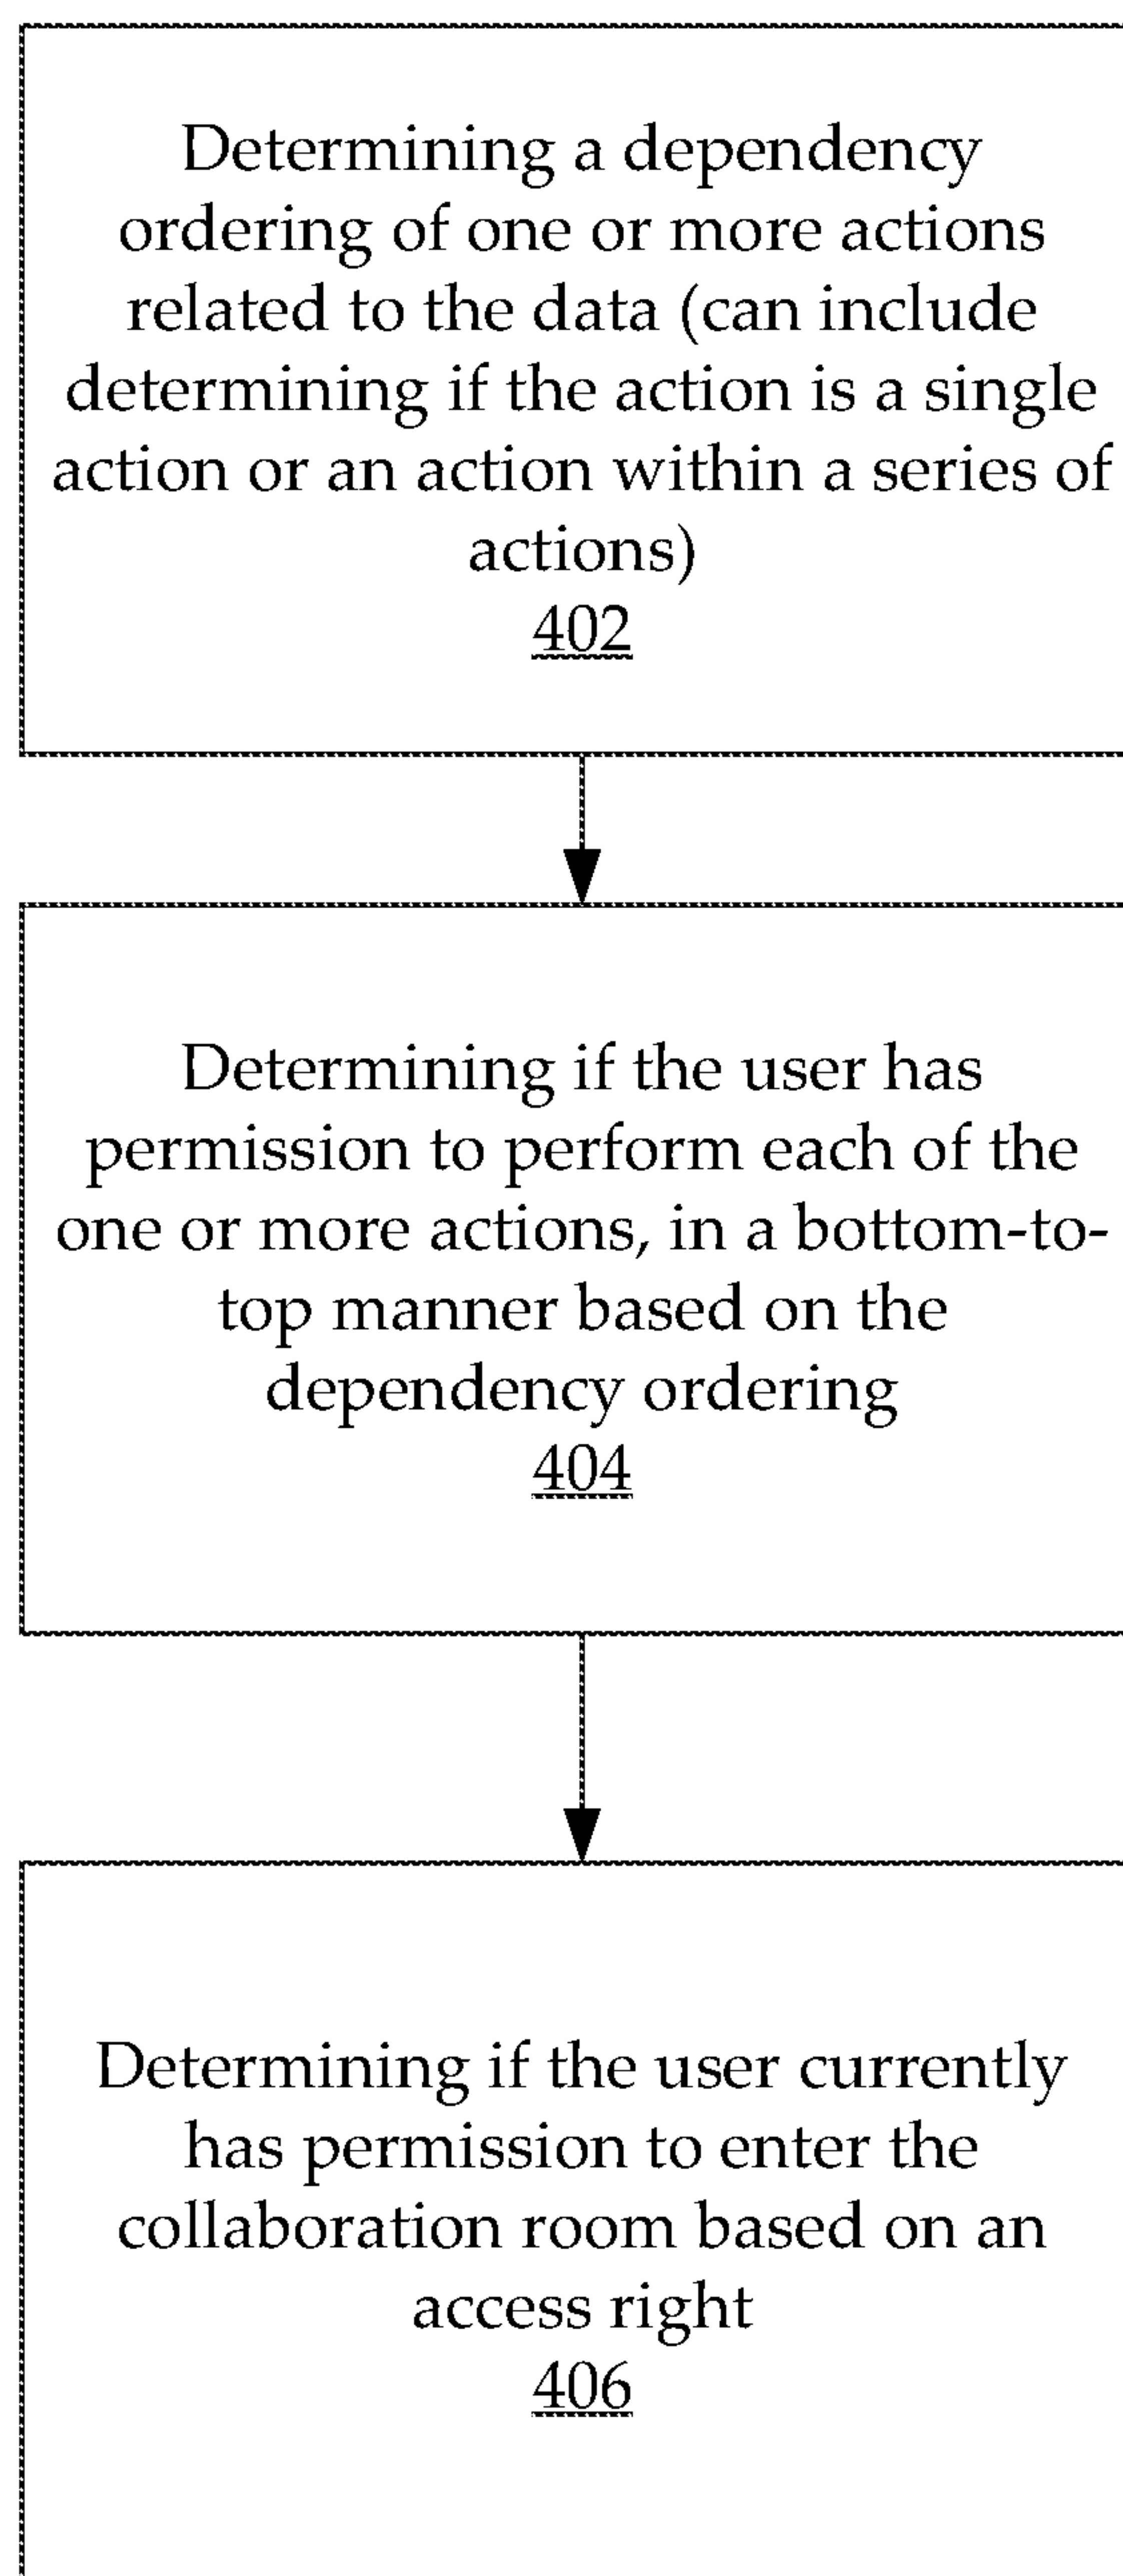 Determining a dependency
ordering of one or more actions
related to the data (can include
determining if the action is a single
action or an action within a series of
actions)
402
Determining if the user has
permission to perform each of the
one or more actions, in a bottom-to-
top manner based on the
dependency ordering
404
Determining if the user currently
has permission to enter the
collaboration room based on an
access right
406